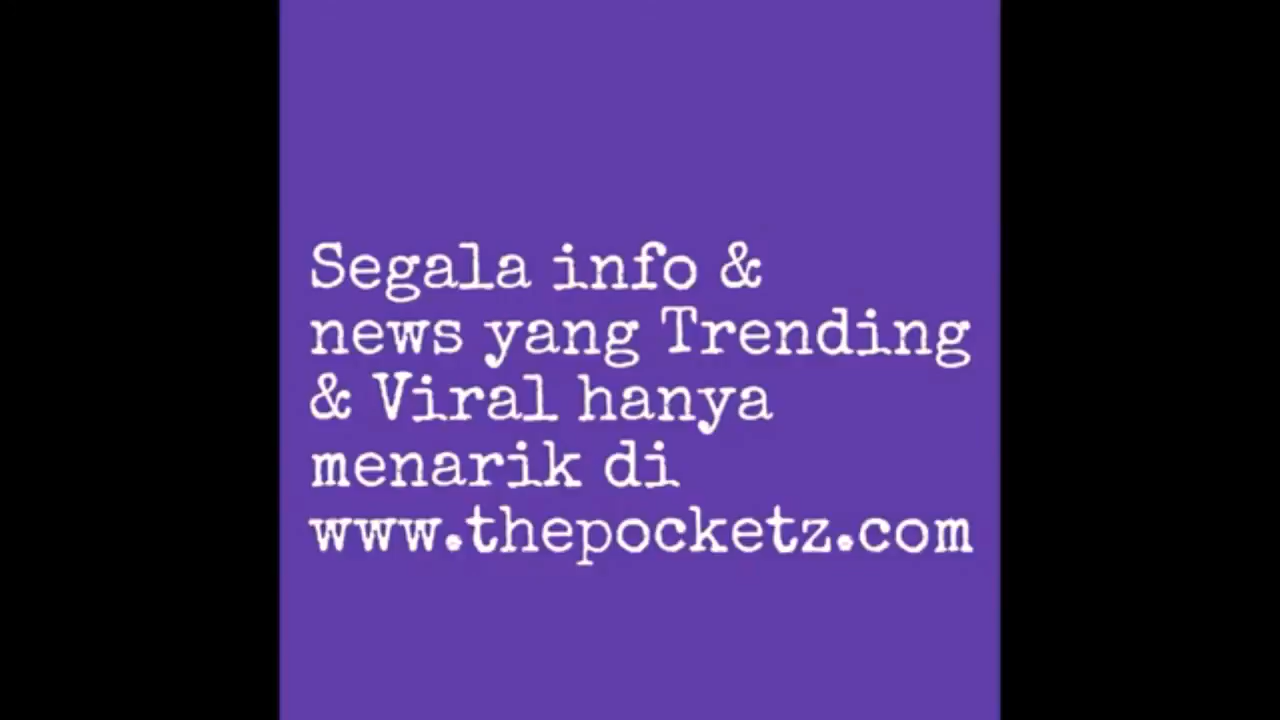 Segala info &
news yang Trending
& Viral hanya
menarik di
www.thepocketz.com